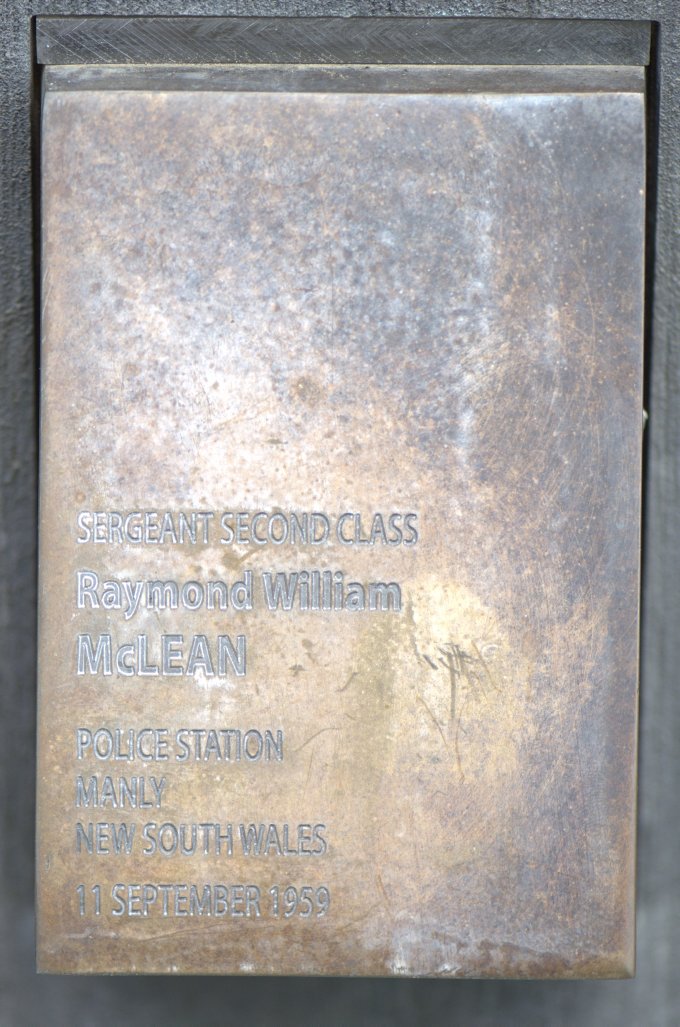 SERGEANT SECOND CLASS
Raymond William
McLEAN
POLICE STATION
MANLY
NEW SOUTH WALES
11 SEPTEMBER 1959